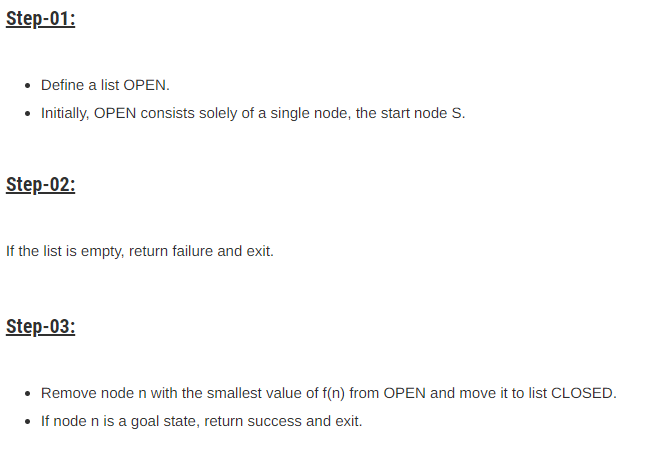 Step-01:
• Define a list OPEN.
• Initially, OPEN consists solely of a single node, the start node S.
Step-02:
If the list is empty, return failure and exit.
Step-03:
• Remove node n with the smallest value of f(n) from OPEN and move it to list CLOSED.
• If node n is a goal state, return success and exit.